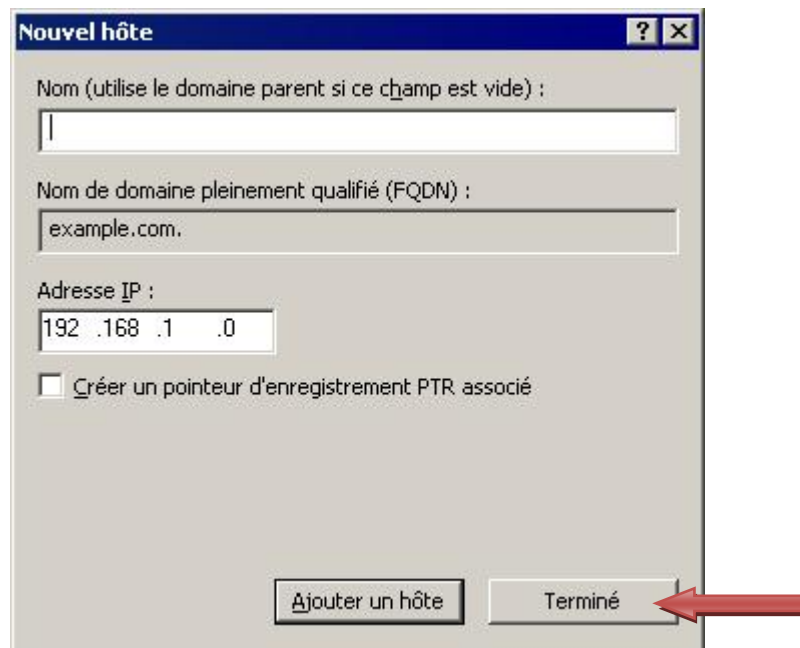 Nouvel hôte
Nom (utilise le domaine parent si ce champ est vide) :
Nom de domaine pleinement qualifié (FQDN) :
example.com.
Adresse IP :
192 .168 .1 .0
Créer un pointeur d'enregistrement PTR associé
Ajouter un hôte Terminé